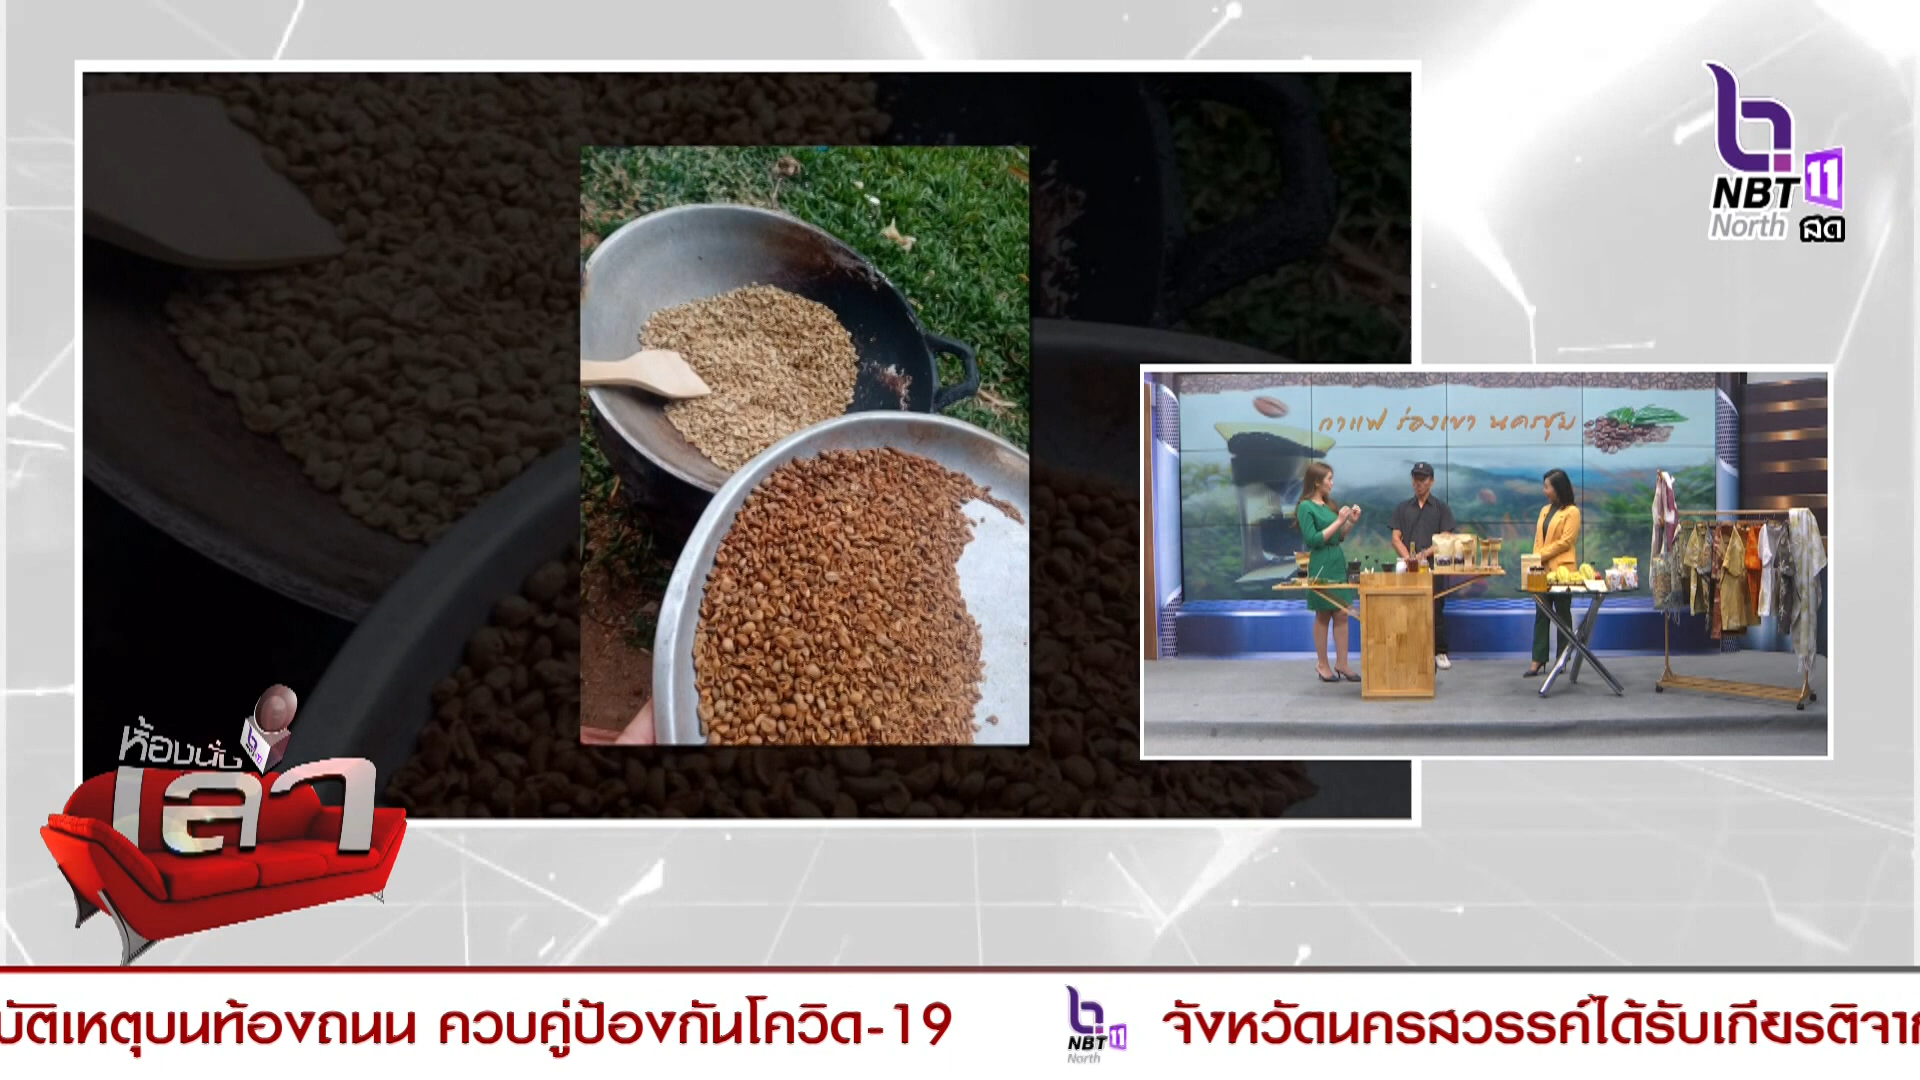 NBT 11
North สด
กาแฟ ร่องเขา นครชุม
ห้องนั่ง
เล่า
บัติเหตุบนท้องถนน ควบคู่ป้องกันโควิด-19
NBT 11
North
จังหวัดนครสวรรค์ได้รับเกียรติจาก